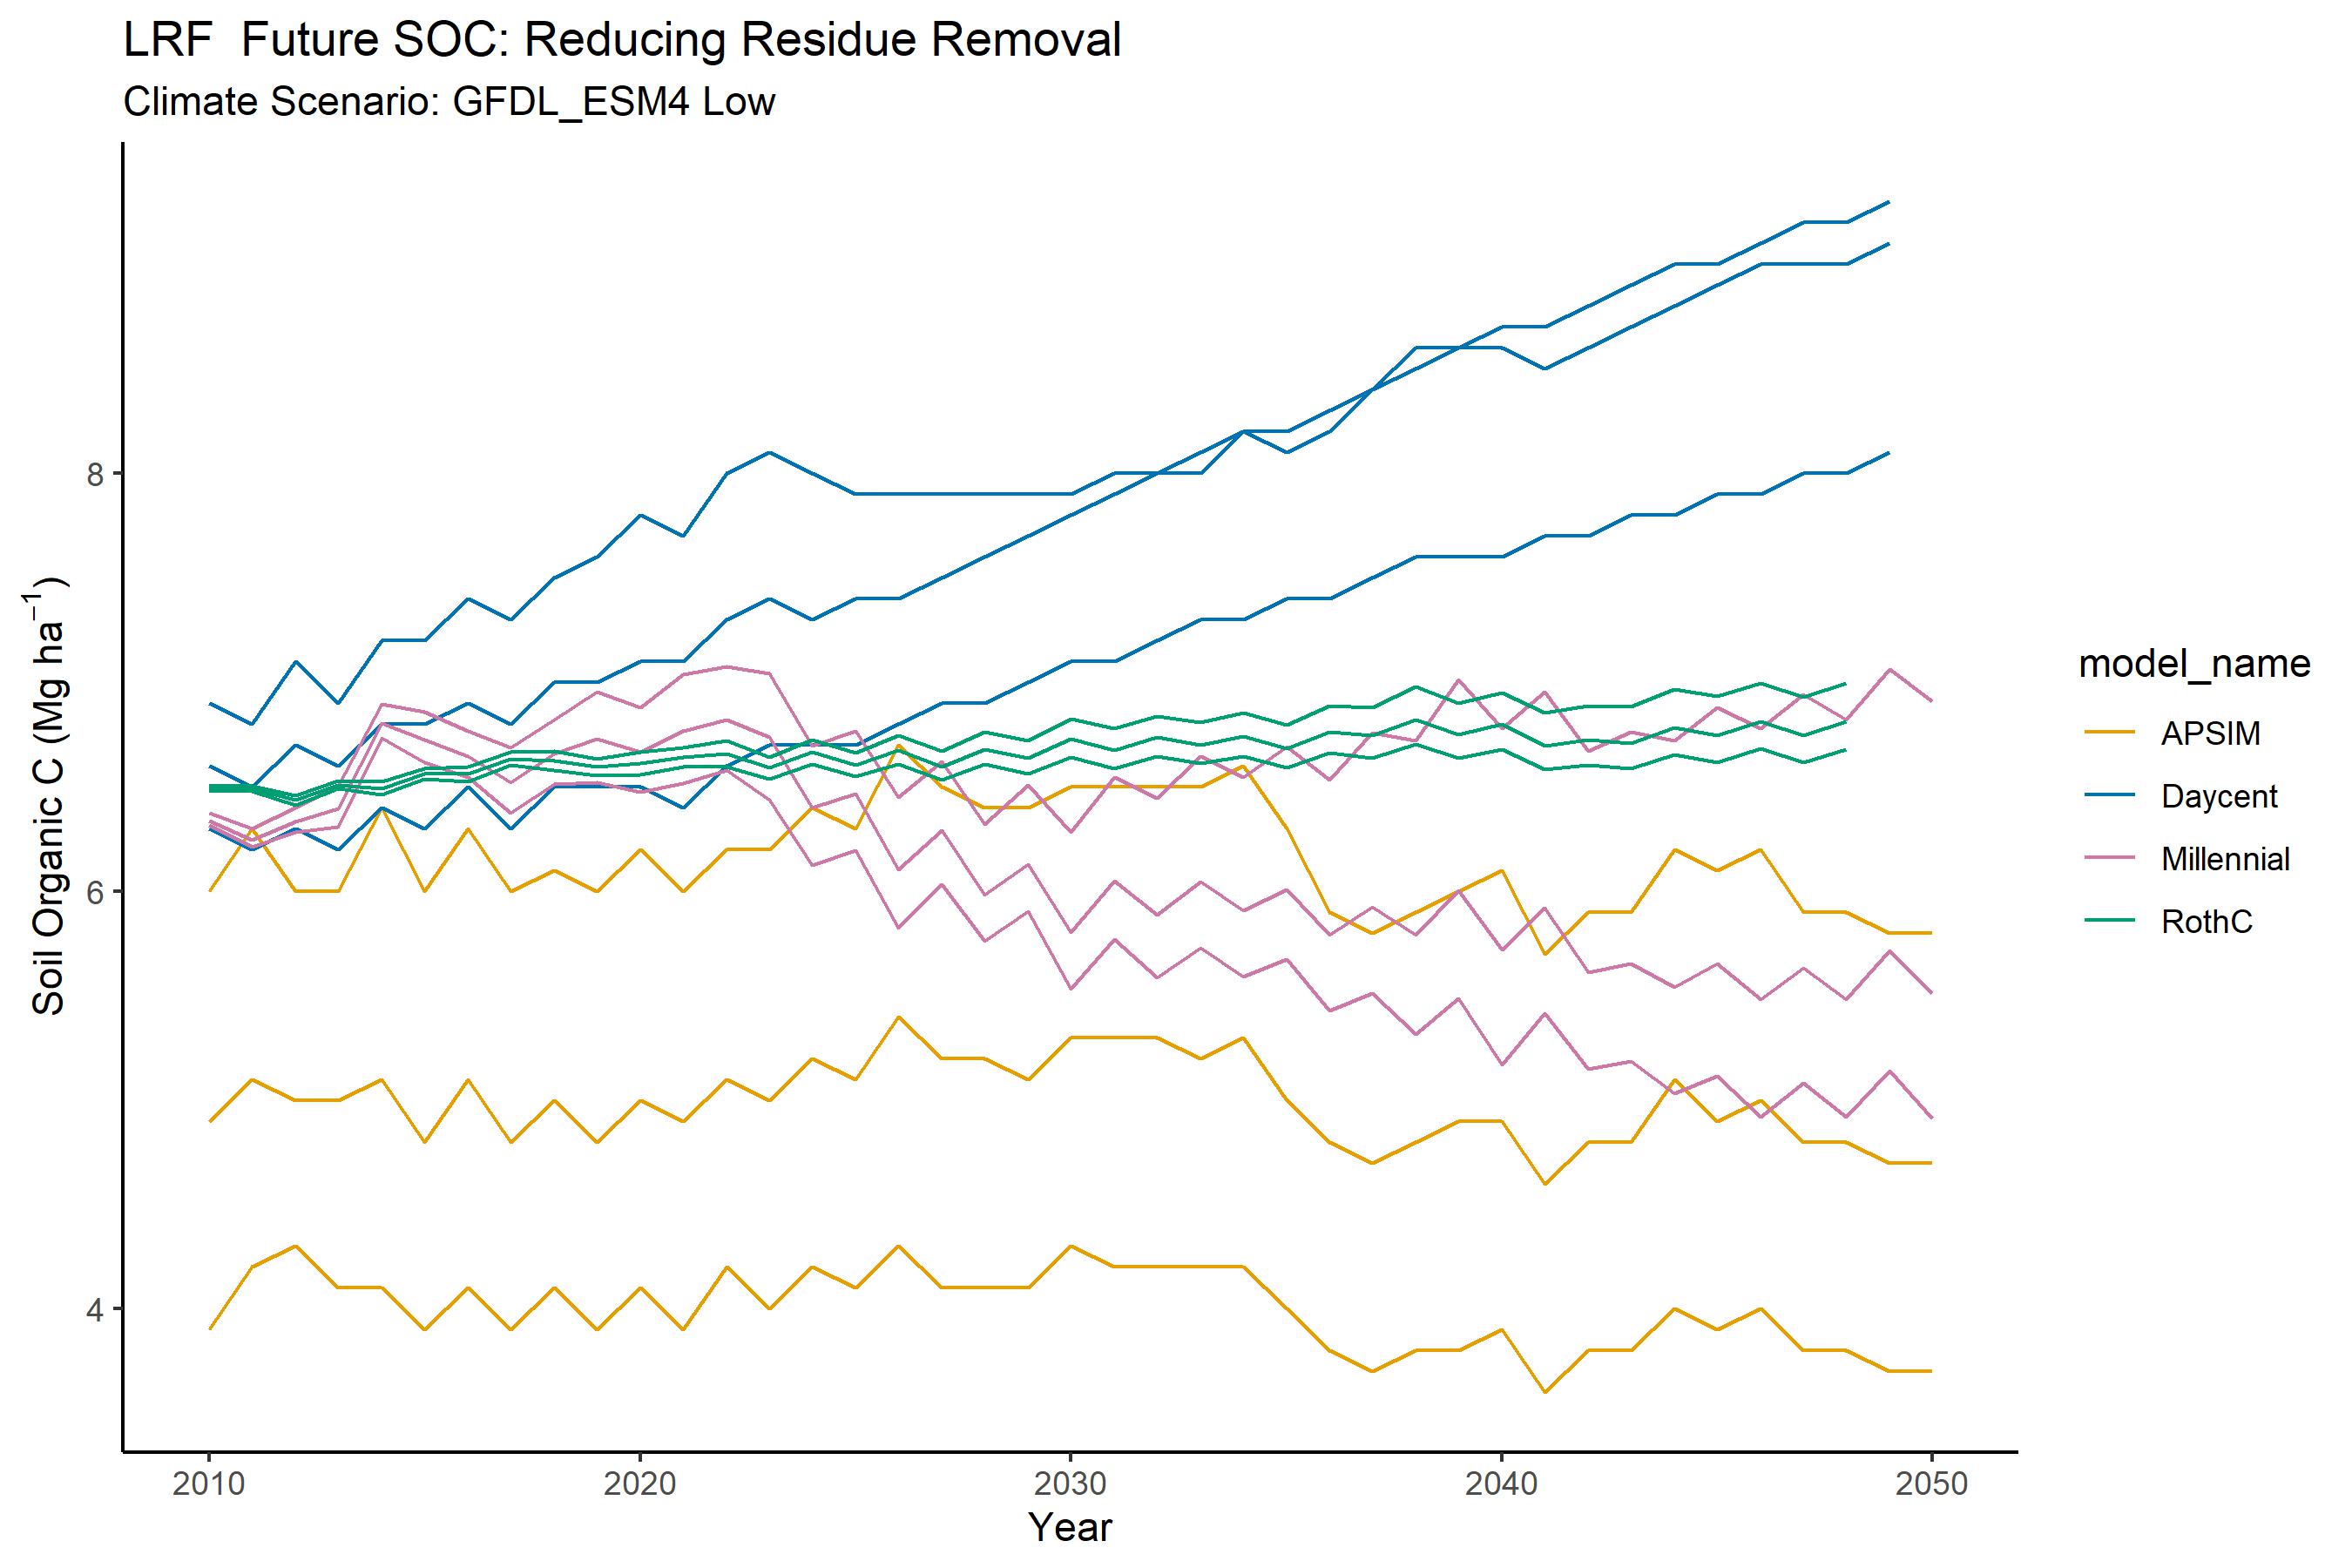 LRF  Future SOC: Reducing Residue Removal
Climate Scenario: GFDL_ESM4 Low
Soil Organic C (Mg ha⁻¹)
8
6
4
2010 2020 2030 2040 2050
Year
model_name
APSIM
Daycent
Millennial
RothC